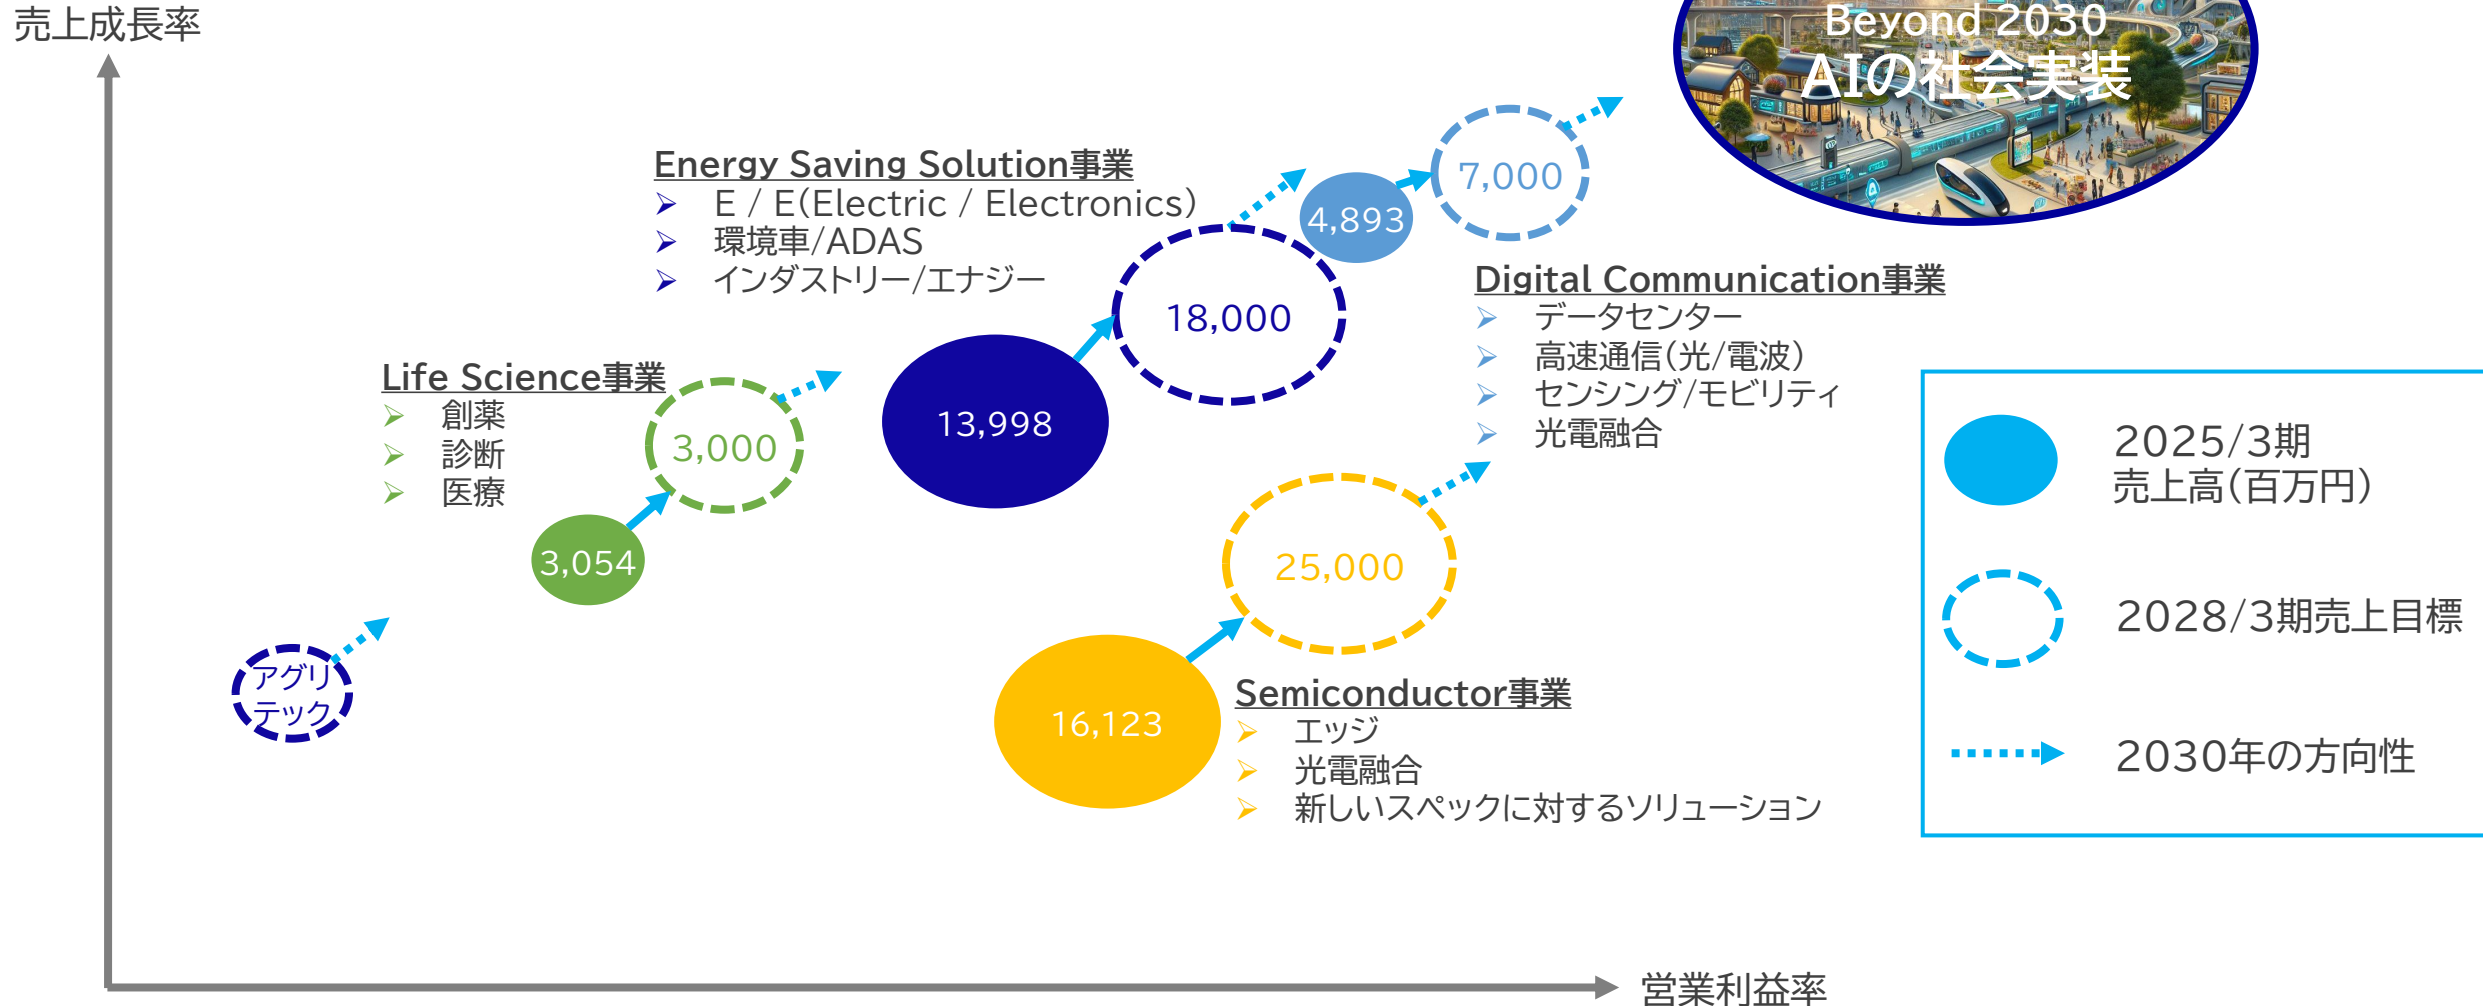 売上成長率
Beyond 2030
AIの社会実装
Energy Saving Solution事業
➢ E / E(Electric / Electronics)
➢ 環境車/ADAS
➢ インダストリー/エナジー
4,893
7,000
18,000
13,998
Digital Communication事業
➢ データセンター
➢ 高速通信(光/電波)
➢ センシング/モビリティ
➢ 光電融合
Life Science事業
➢ 創薬
➢ 診断
➢ 医療
3,000
3,054
アグリ
テック
25,000
16,123
Semiconductor事業
➢ エッジ
➢ 光電融合
➢ 新しいスペックに対するソリューション
2025/3期
売上高(百万円)
2028/3期売上目標
2030年の方向性
営業利益率